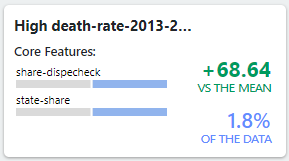 High death-rate-2013-2...
Core Features:
share-dispecheck
+68.64
VS THE MEAN
state-share
1.8%
OF THE DATA